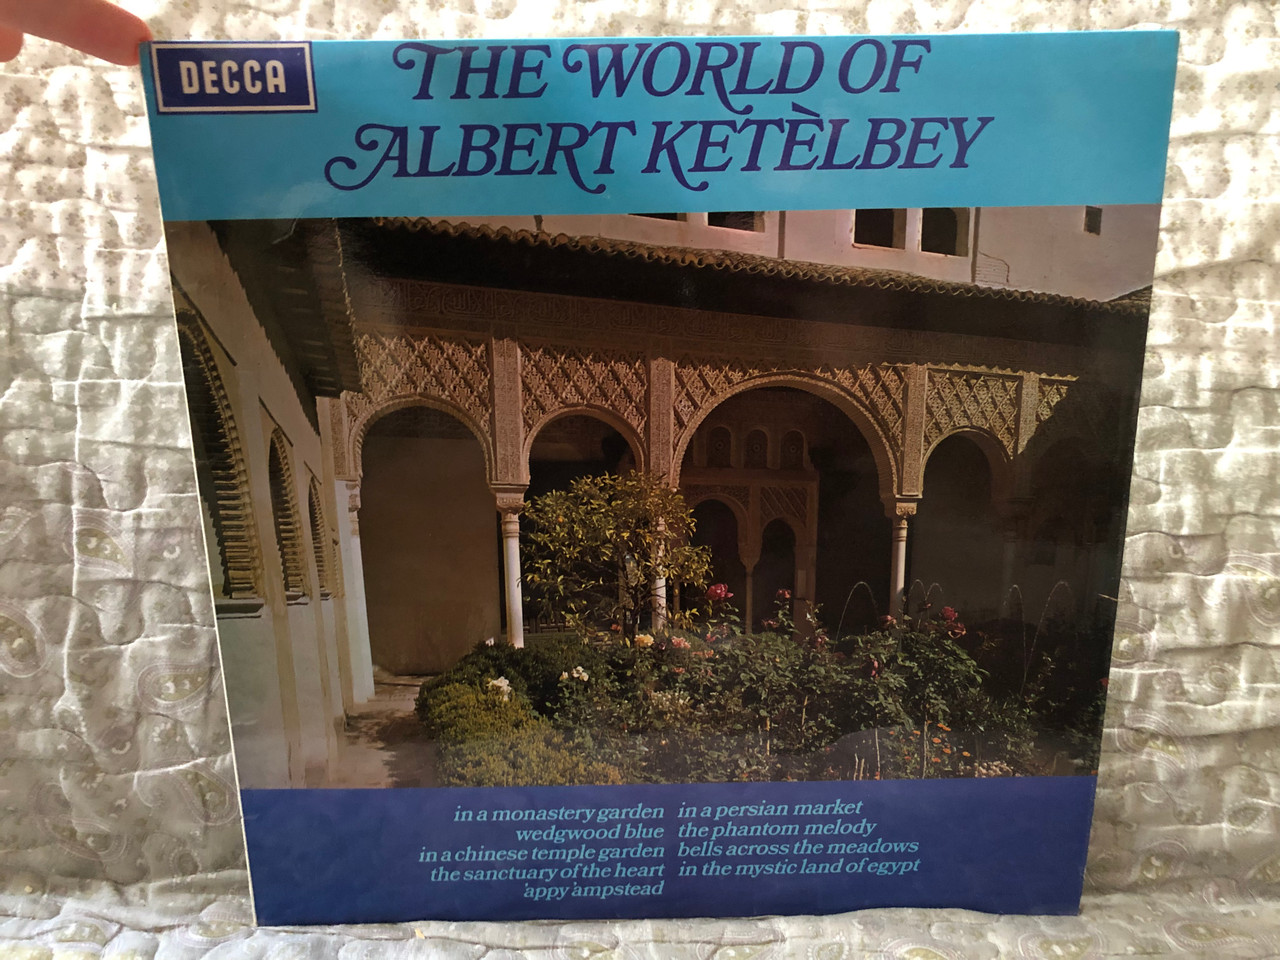 DECCA
THE WORLD OF
ALBERT KETÈLBEY
in a monastery garden
wedgwood blue
in a chinese temple garden
the sanctuary of the heart
'appy 'ampstead
in a persian market
the phantom melody
bells across the meadows
in the mystic land of egypt